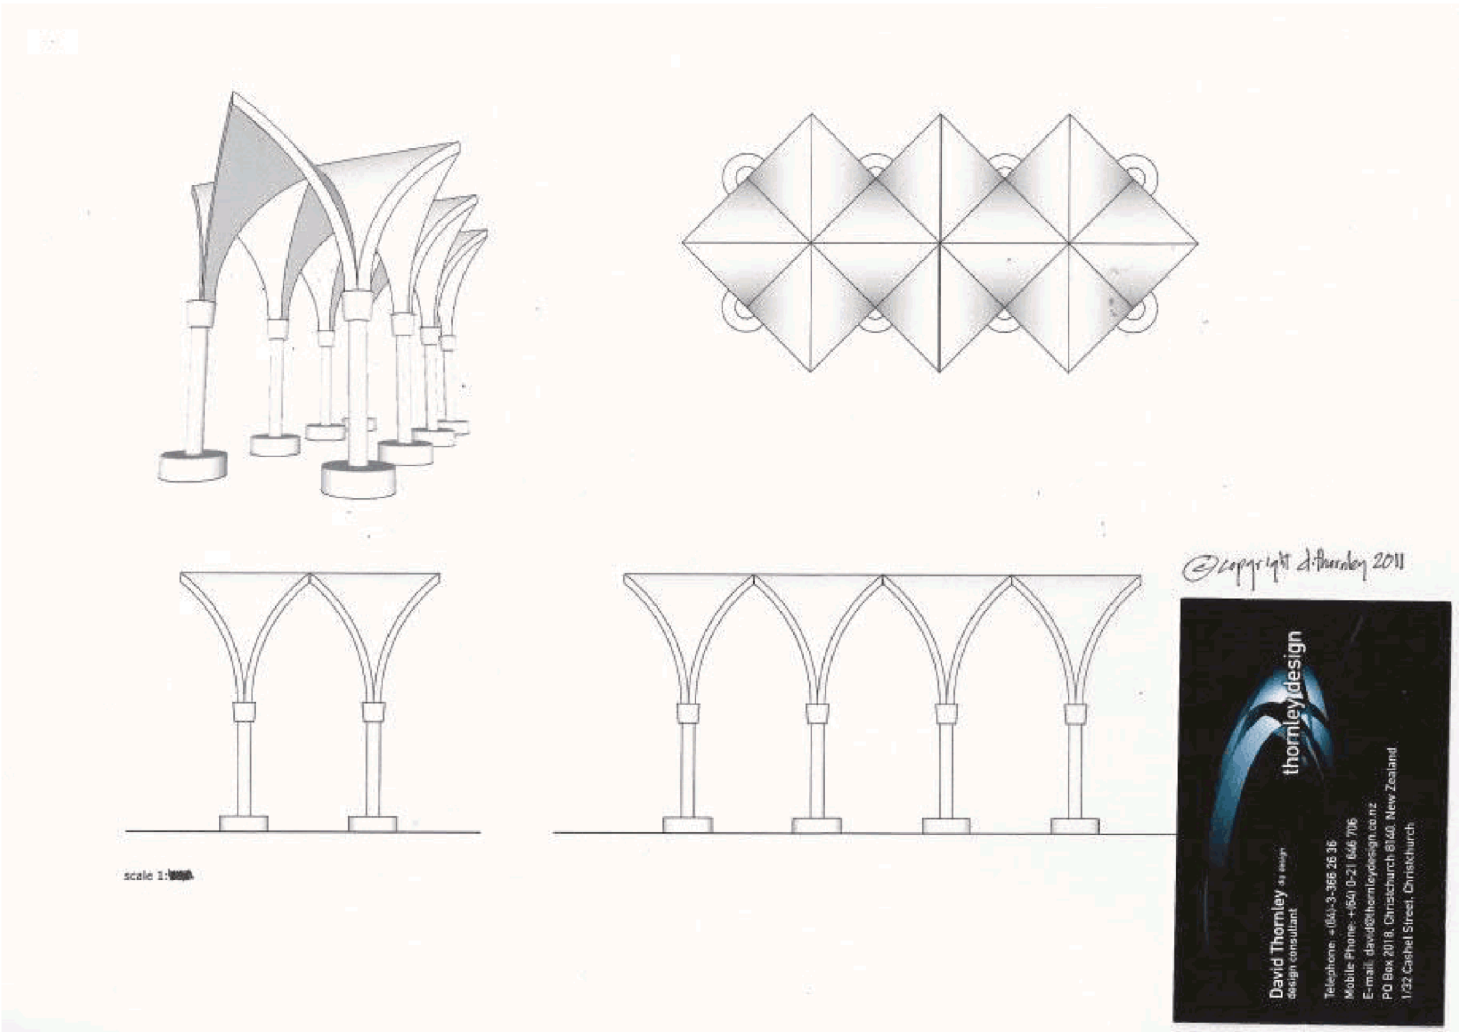 © copyright d. thornley 2011
scale 1:
thornleydesign
David Thornley dip design
design consultant
Telephone: +(64)-3-366 26 36
Mobile Phone: +(64) 0-21 646 706
E-mail: david@thornleydesign.co.nz
PO Box 2018, Christchurch 8140, New Zealand
1/32 Cashel Street, Christchurch